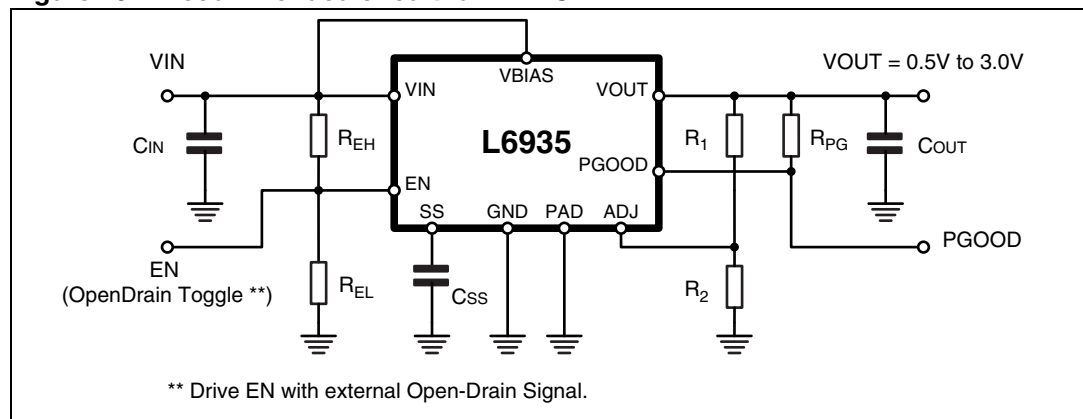 VIN
VBIAS
VOUT = 0.5V to 3.0V
VIN
VOUT
CIN
REH
L6935
R1
RPG
COUT
PGOOD
EN
SS
GND
PAD
ADJ
EN
(OpenDrain Toggle **)
REL
CSS
R2
PGOOD
** Drive EN with external Open-Drain Signal.